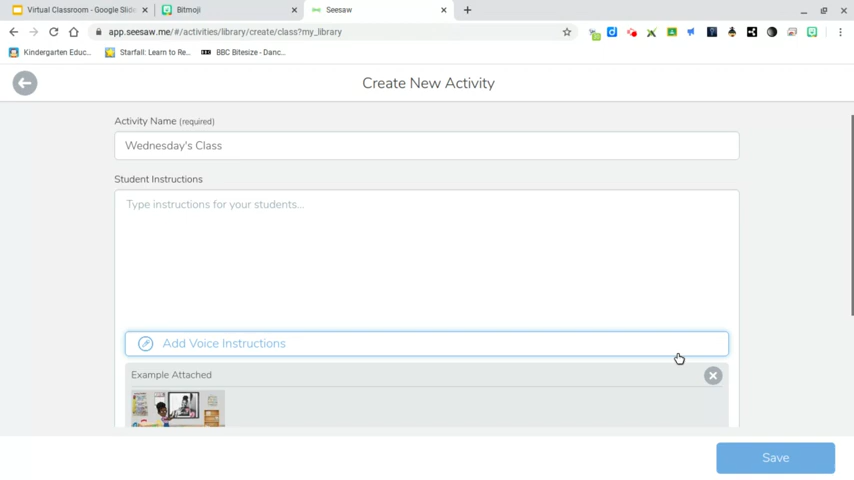 Virtual Classroom - Google Slide
Bitmoji
Seesaw
app.seesaw.me/#/activities/library/create/class?my_library
Kindergarten Educ...
Starfall: Learn to Re...
BBC Bitesize - Danc...
Create New Activity
Activity Name (required)
Wednesday's Class
Student Instructions
Type instructions for your students...
Add Voice Instructions
Example Attached
Save